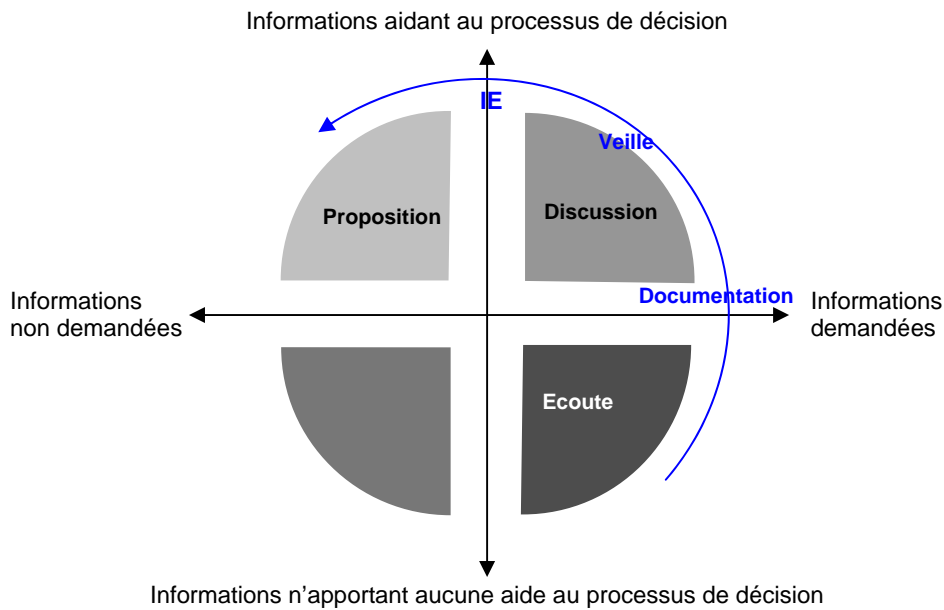 Informations aidant au processus de décision
IE
Veille
Proposition
Discussion
Documentation
Informations
non demandées
Informations
demandées
Ecoute
Informations n'apportant aucune aide au processus de décision